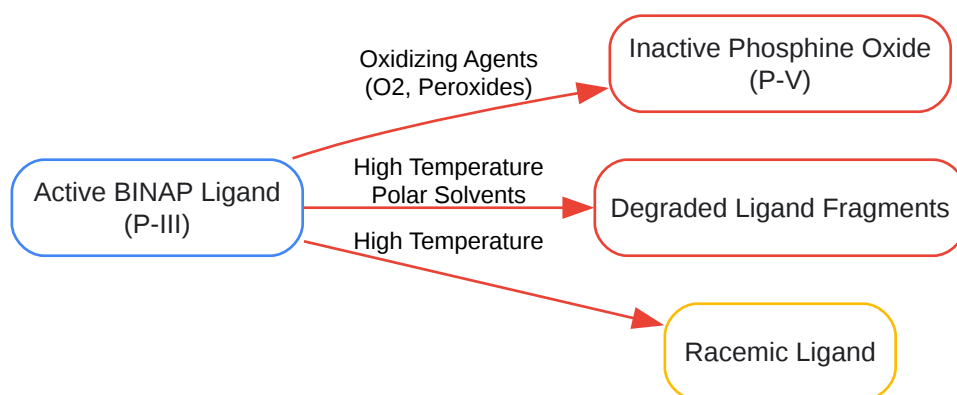 Oxidizing Agents
(O2, Peroxides)
Inactive Phosphine Oxide
(P-V)
Active BINAP Ligand
(P-III)
High Temperature
Polar Solvents
Degraded Ligand Fragments
High Temperature
Racemic Ligand